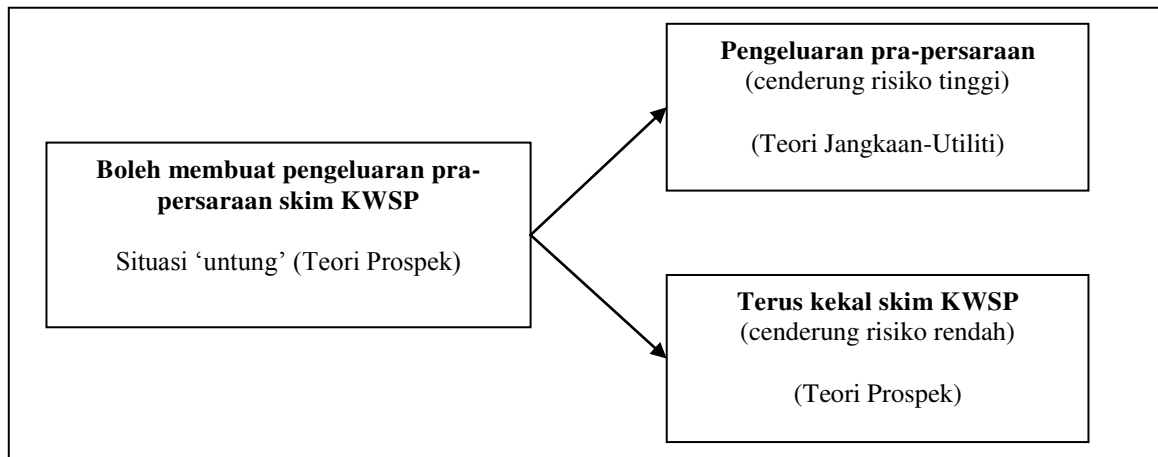 Boleh membuat pengeluaran pra-
persaraan skim KWSP
Situasi ‘untung’ (Teori Prospek)
Pengeluaran pra-persaraan
(cenderung risiko tinggi)
(Teori Jangkaan-Utiliti)
Terus kekal skim KWSP
(cenderung risiko rendah)
(Teori Prospek)